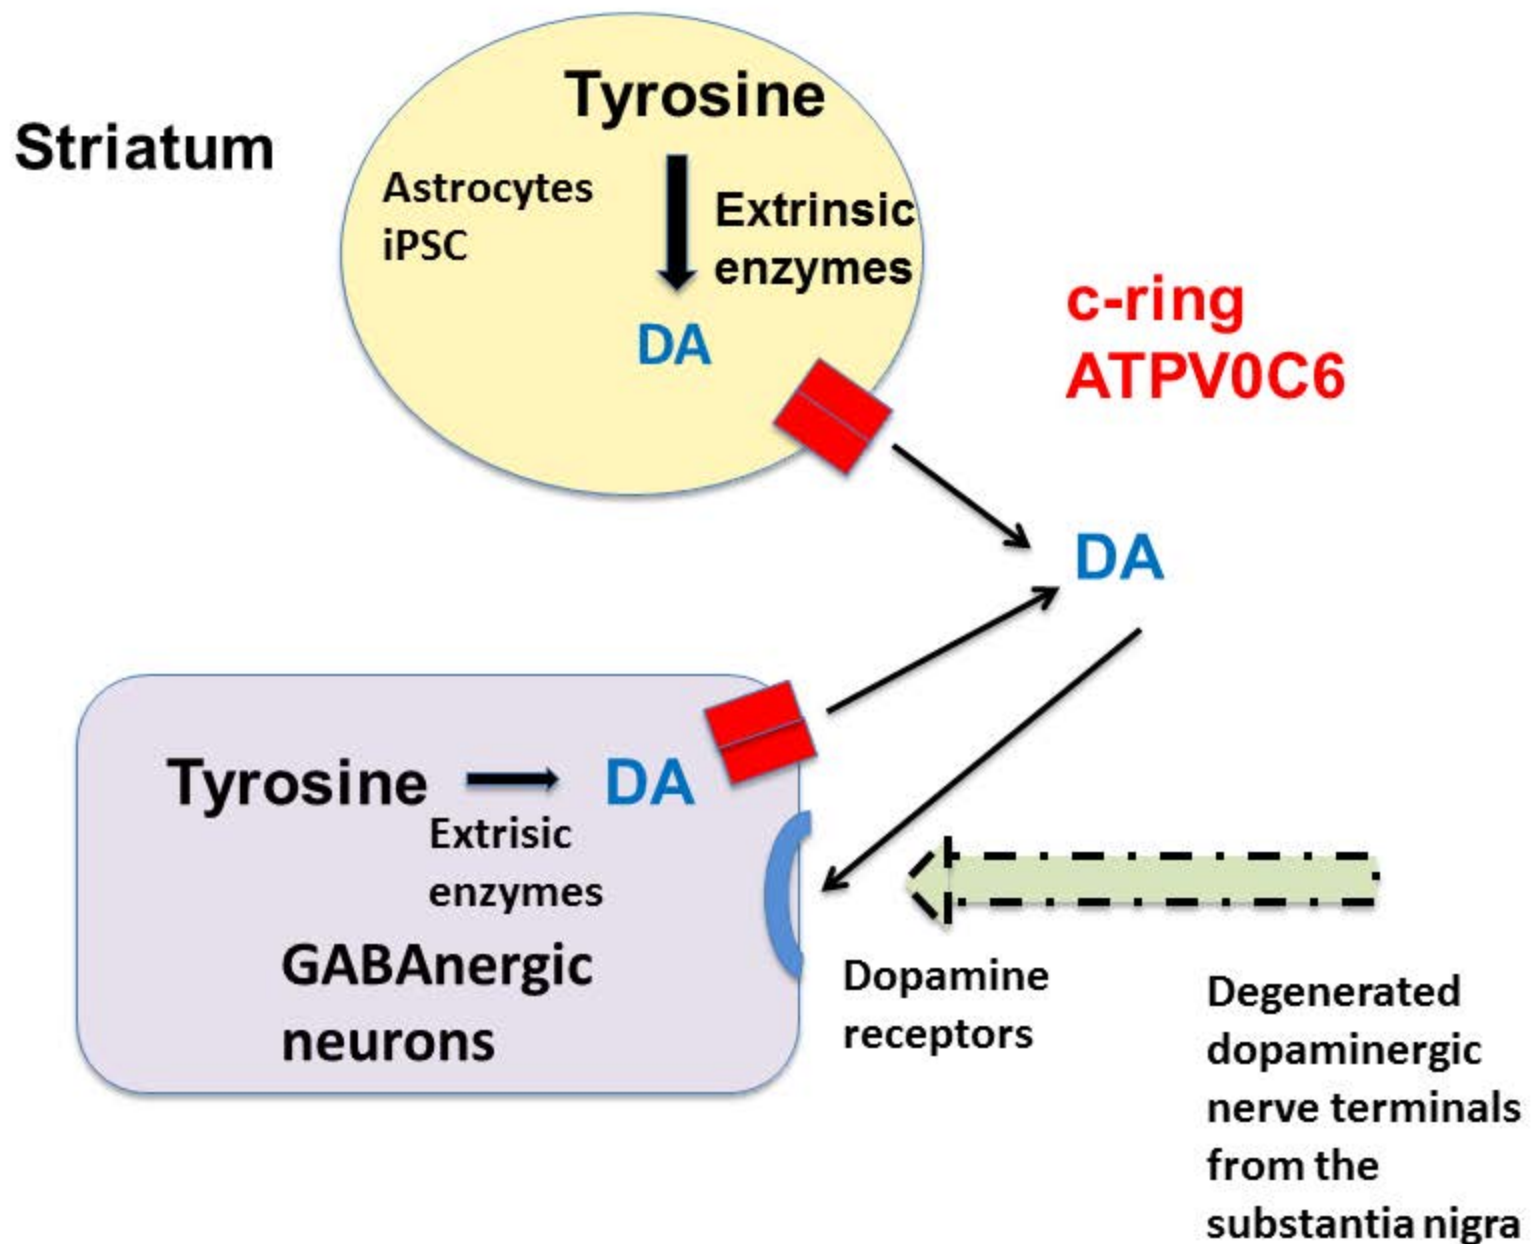 Striatum
Tyrosine
Astrocytes
iPSC
Extrinsic
enzymes
DA
c-ring
ATPV0C6
DA
Tyrosine
DA
Extrisic
enzymes
GABAnergic
neurons
Dopamine
receptors
Degenerated
dopaminergic
nerve terminals
from the
substantia nigra